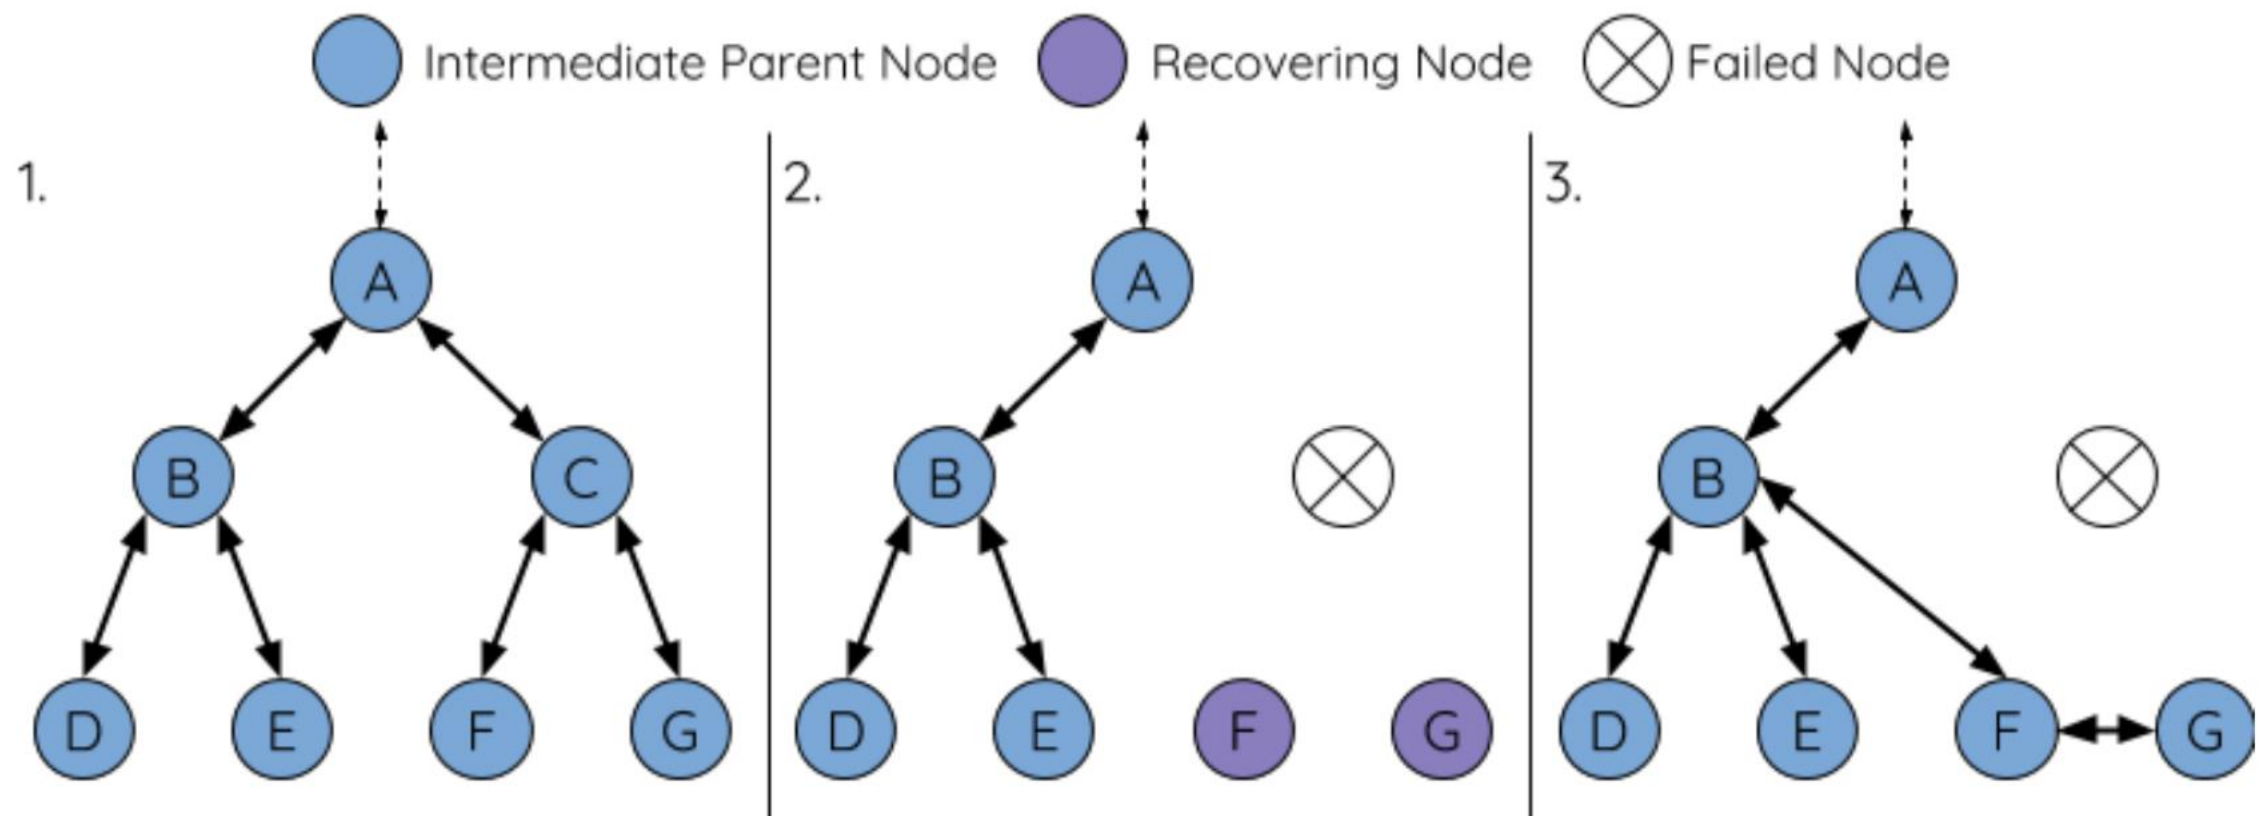 Intermediate Parent Node Recovering Node Failed Node
1. 2. 3.
A A A
B C B B
D E F G D E F G D E F G